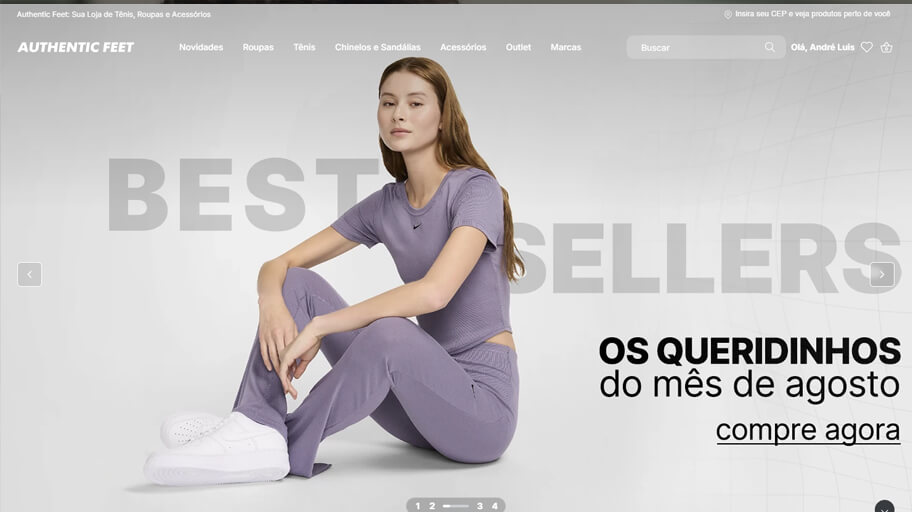 Authentic Feet: Sua Loja de Tênis, Roupas e Acessórios
Insira seu CEP e veja produtos perto de você
AUTHENTIC FEET
Novidades
Roupas
Tênis
Chinelos e Sandálias
Acessórios
Outlet
Marcas
Buscar
Olá, André Luis
0
BEST
SELLERS
OS QUERIDINHOS
do mês de agosto
compre agora
1 2 3 4